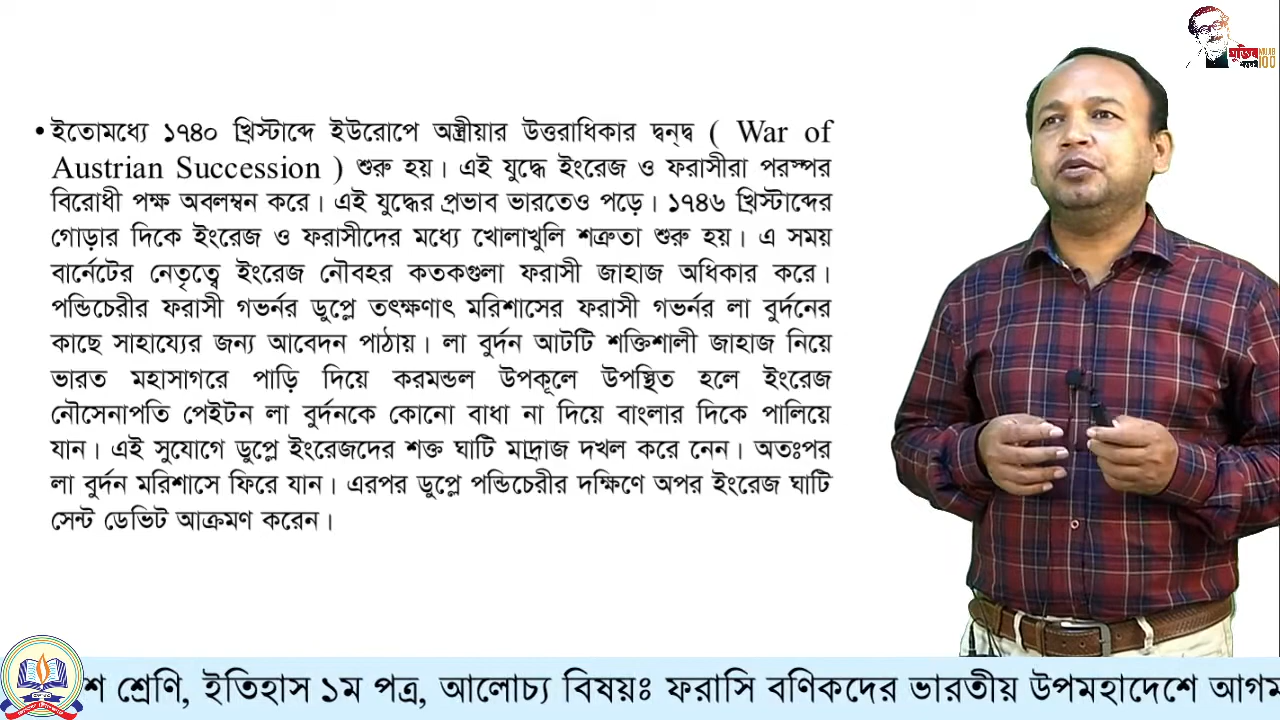 • ইতোমধ্যে ১৭৪০ খ্রিস্টাব্দে ইউরোপে অস্ত্রীয়ার উত্তরাধিকার দ্বন্দ্ব ( War of
Austrian Succession ) শুরু হয়। এই যুদ্ধে ইংরেজ ও ফরাসীরা পরস্পর
বিরোধী পক্ষ অবলম্বন করে। এই যুদ্ধের প্রভাব ভারতেও পড়ে। ১৭৪৬ খ্রিস্টাব্দের
গোড়ার দিকে ইংরেজ ও ফরাসীদের মধ্যে খোলাখুলি শত্রুতা শুরু হয়। এ সময়
বার্নেটের নেতৃত্বে ইংরেজ নৌবহর কতকগুলা ফরাসী জাহাজ অধিকার করে।
পন্ডিচেরীর ফরাসী গভর্নর ডুপ্লে তৎক্ষণাৎ মরিশাসের ফরাসী গভর্নর লা বুর্দনের
কাছে সাহায্যের জন্য আবেদন পাঠায়। লা বুর্দন আটটি শক্তিশালী জাহাজ নিয়ে
ভারত মহাসাগরে পাড়ি দিয়ে করমন্ডল উপকূলে উপস্থিত হলে ইংরেজ
নৌসেনাপতি পেইটন লা বুর্দনকে কোনো বাধা না দিয়ে বাংলার দিকে পালিয়ে
যান। এই সুযোগে ডুপ্লে ইংরেজদের শক্ত ঘাটি মাদ্রাজ দখল করে নেন। অতঃপর
লা বুর্দন মরিশাসে ফিরে যান। এরপর ডুপ্লে পন্ডিচেরীর দক্ষিণে অপর ইংরেজ ঘাটি
সেন্ট ডেভিট আক্রমণ করেন।
মুজিব 100
শ শ্রেণি, ইতিহাস ১ম পত্র, আলোচ্য বিষয়ঃ ফরাসি বণিকদের ভারতীয় উপমহাদেশে আগম